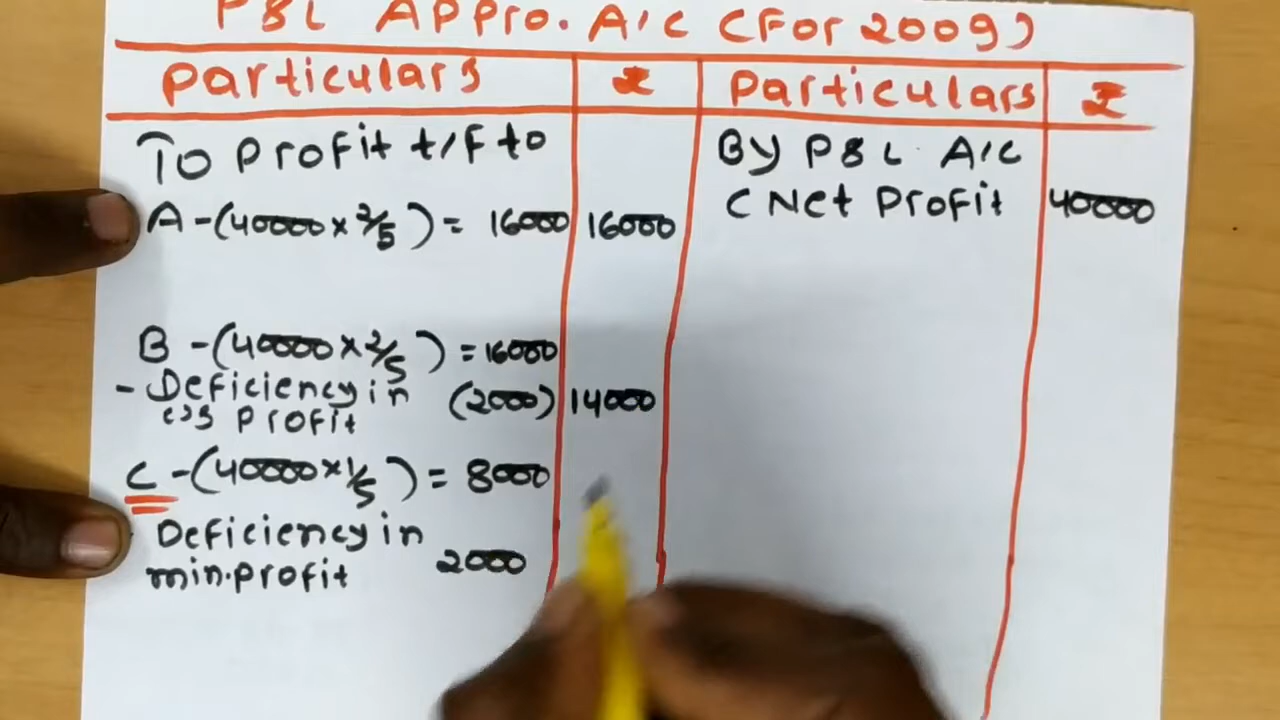 P&L APPro. A/C (For 2009)
Particulars ₹ Particulars ₹
To Profit t/f to By P&L A/C
(Net Profit 40000
A-(40000×2/5) = 16000 16000
B -(40000×2/5) = 16000
- Deficiency in (2000) 14000
c's Profit
C -(40000×1/5) = 8000
Deficiency in
min.profit 2000